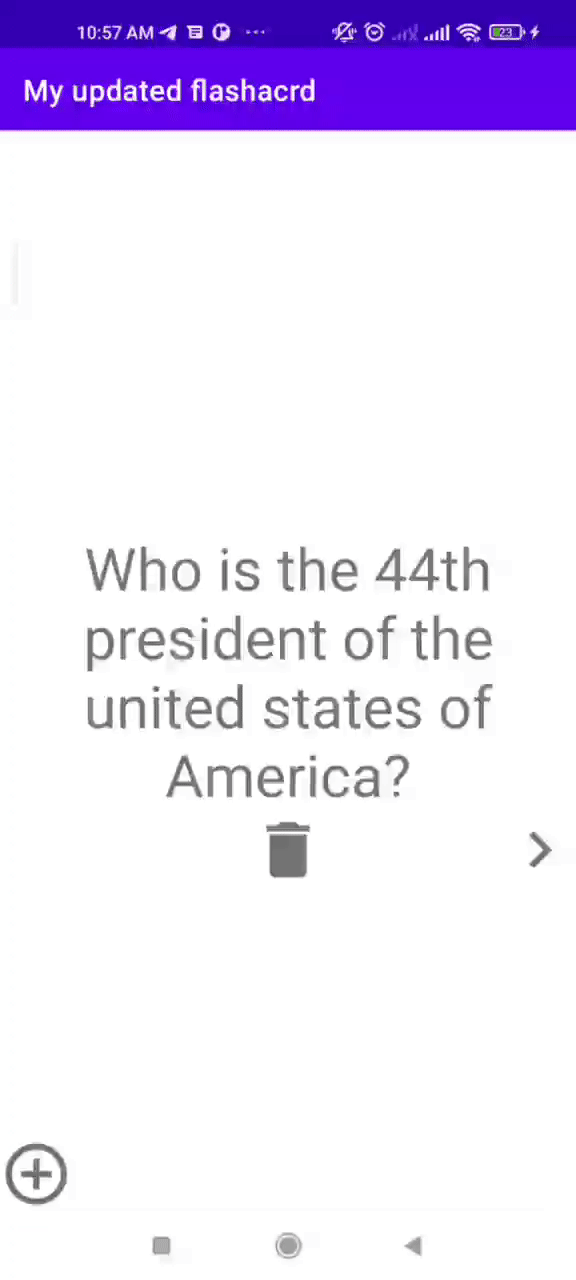 10:57 AM
23
My updated flashacrd
Who is the 44th
president of the
united states of
America?